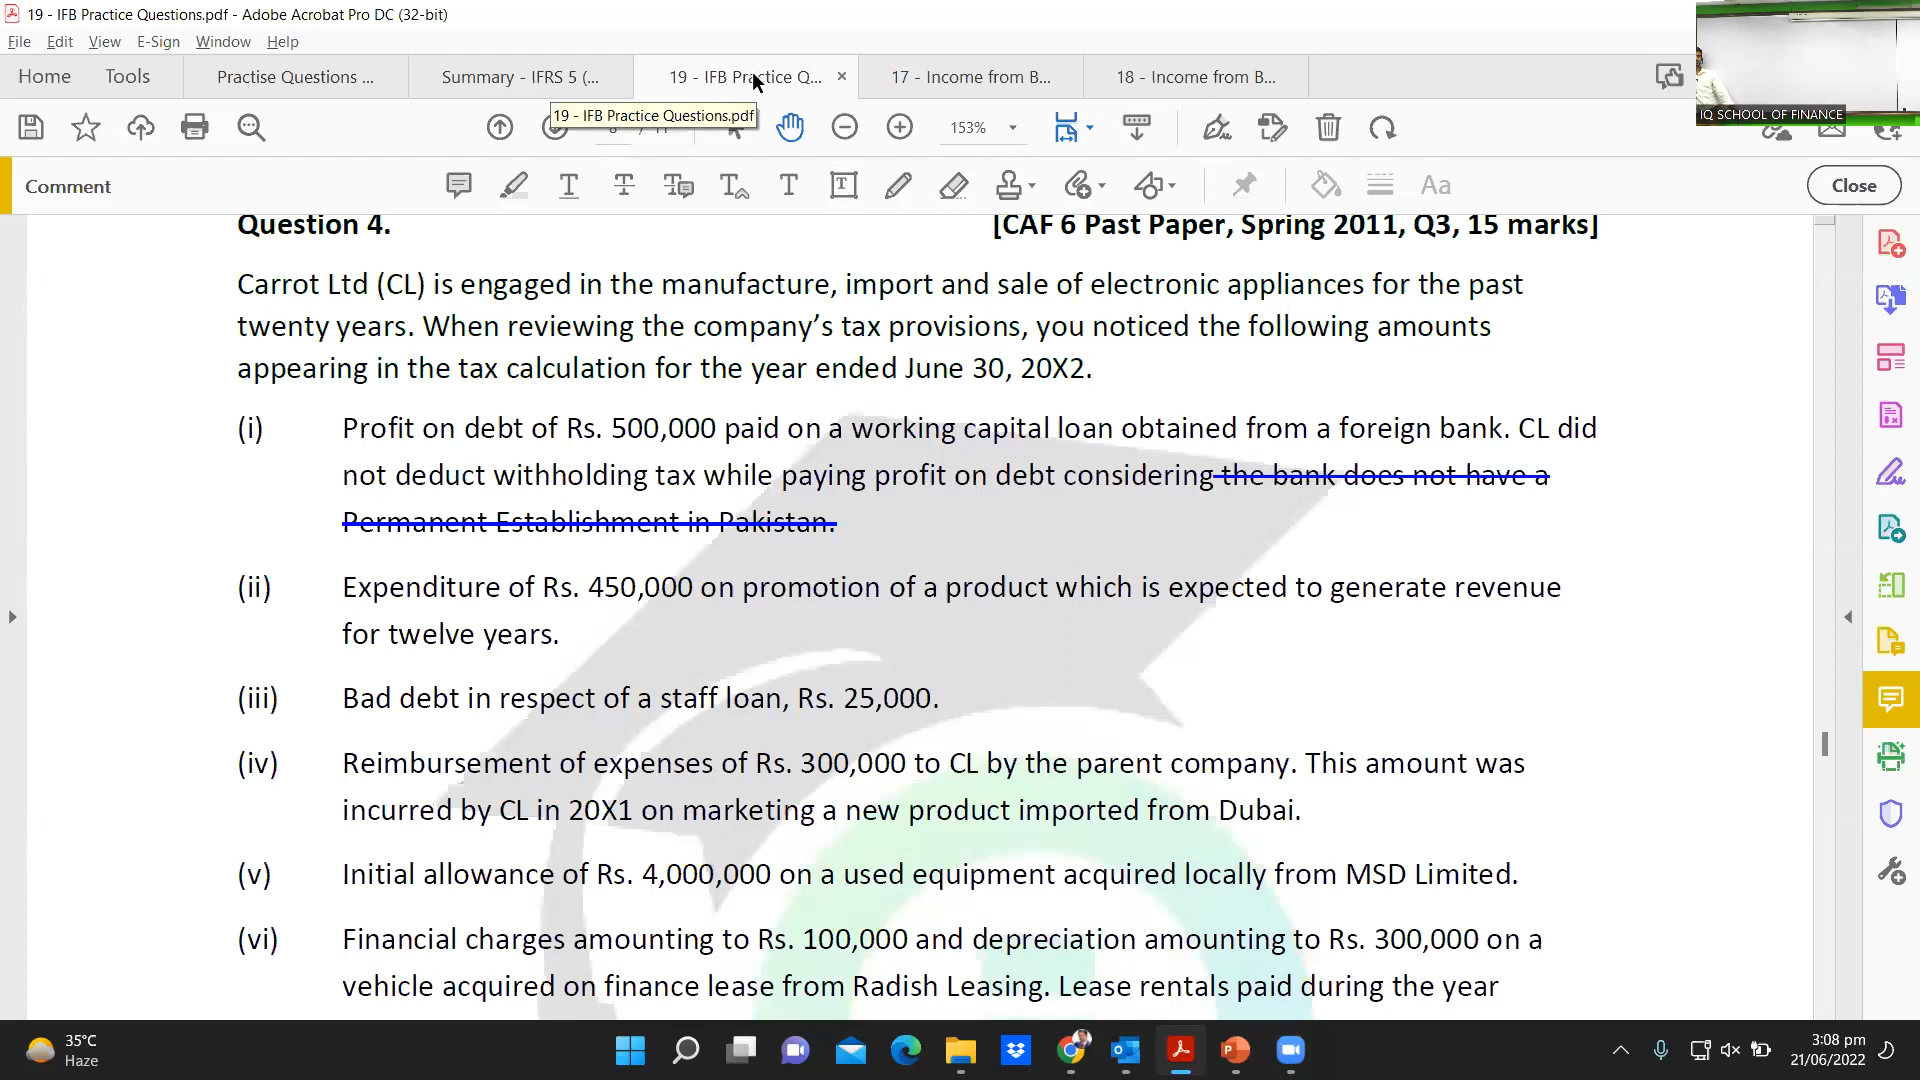 19 - IFB Practice Questions.pdf - Adobe Acrobat Pro DC (32-bit)
File Edit View E-Sign Window Help
Home Tools Practise Questions ... Summary - IFRS 5 (... 19 - IFB Practice Q... × 17 - Income from B... 18 - Income from B...
19 - IFB Practice Questions.pdf
153%
IQ SCHOOL OF FINANCE
Comment
Aa
Close
Question 4. [CAF 6 Past Paper, Spring 2011, Q3, 15 marks]
Carrot Ltd (CL) is engaged in the manufacture, import and sale of electronic appliances for the past
twenty years. When reviewing the company’s tax provisions, you noticed the following amounts
appearing in the tax calculation for the year ended June 30, 20X2.
(i) Profit on debt of Rs. 500,000 paid on a working capital loan obtained from a foreign bank. CL did
not deduct withholding tax while paying profit on debt considering the bank does not have a
Permanent Establishment in Pakistan.
(ii) Expenditure of Rs. 450,000 on promotion of a product which is expected to generate revenue
for twelve years.
(iii) Bad debt in respect of a staff loan, Rs. 25,000.
(iv) Reimbursement of expenses of Rs. 300,000 to CL by the parent company. This amount was
incurred by CL in 20X1 on marketing a new product imported from Dubai.
(v) Initial allowance of Rs. 4,000,000 on a used equipment acquired locally from MSD Limited.
(vi) Financial charges amounting to Rs. 100,000 and depreciation amounting to Rs. 300,000 on a
vehicle acquired on finance lease from Radish Leasing. Lease rentals paid during the year
35°C
Haze
3:08 pm
21/06/2022